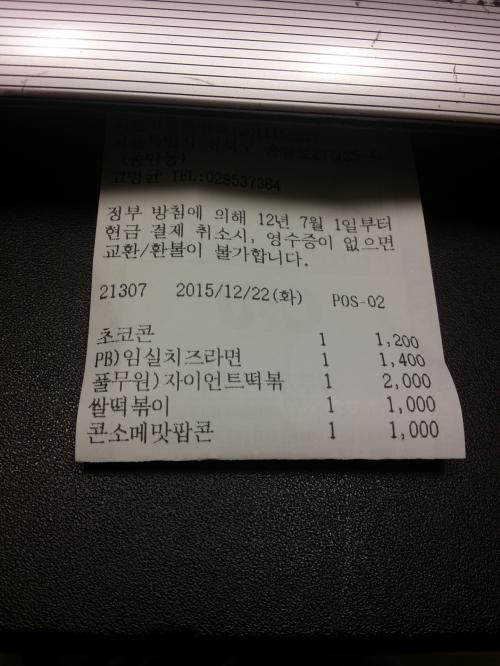 TEL:028537384
정부 방침에 의해 12년 7월 1일부터
현금 결제 취소시, 영수증이 없으면
교환/환불이 불가합니다.
21307 2015/12/22(화) POS-02
초코콘 1 1,200
PB)임실치즈라면 1 1,400
풀무원)자이언트떡볶 1 2,000
쌀떡볶이 1 1,000
콘소메맛팝콘 1 1,000